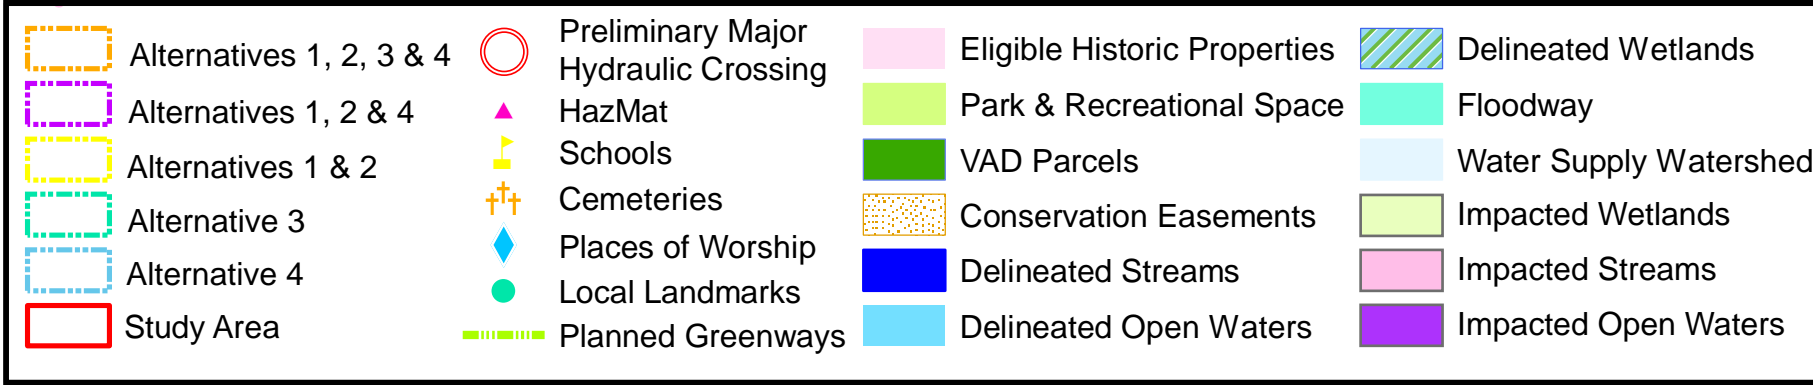 Alternatives 1, 2, 3 & 4
Alternatives 1, 2 & 4
Alternatives 1 & 2
Alternative 3
Alternative 4
Study Area
Preliminary Major
Hydraulic Crossing
HazMat
Schools
Cemeteries
Places of Worship
Local Landmarks
Planned Greenways
Eligible Historic Properties
Park & Recreational Space
VAD Parcels
Conservation Easements
Delineated Streams
Delineated Open Waters
Delineated Wetlands
Floodway
Water Supply Watershed
Impacted Wetlands
Impacted Streams
Impacted Open Waters